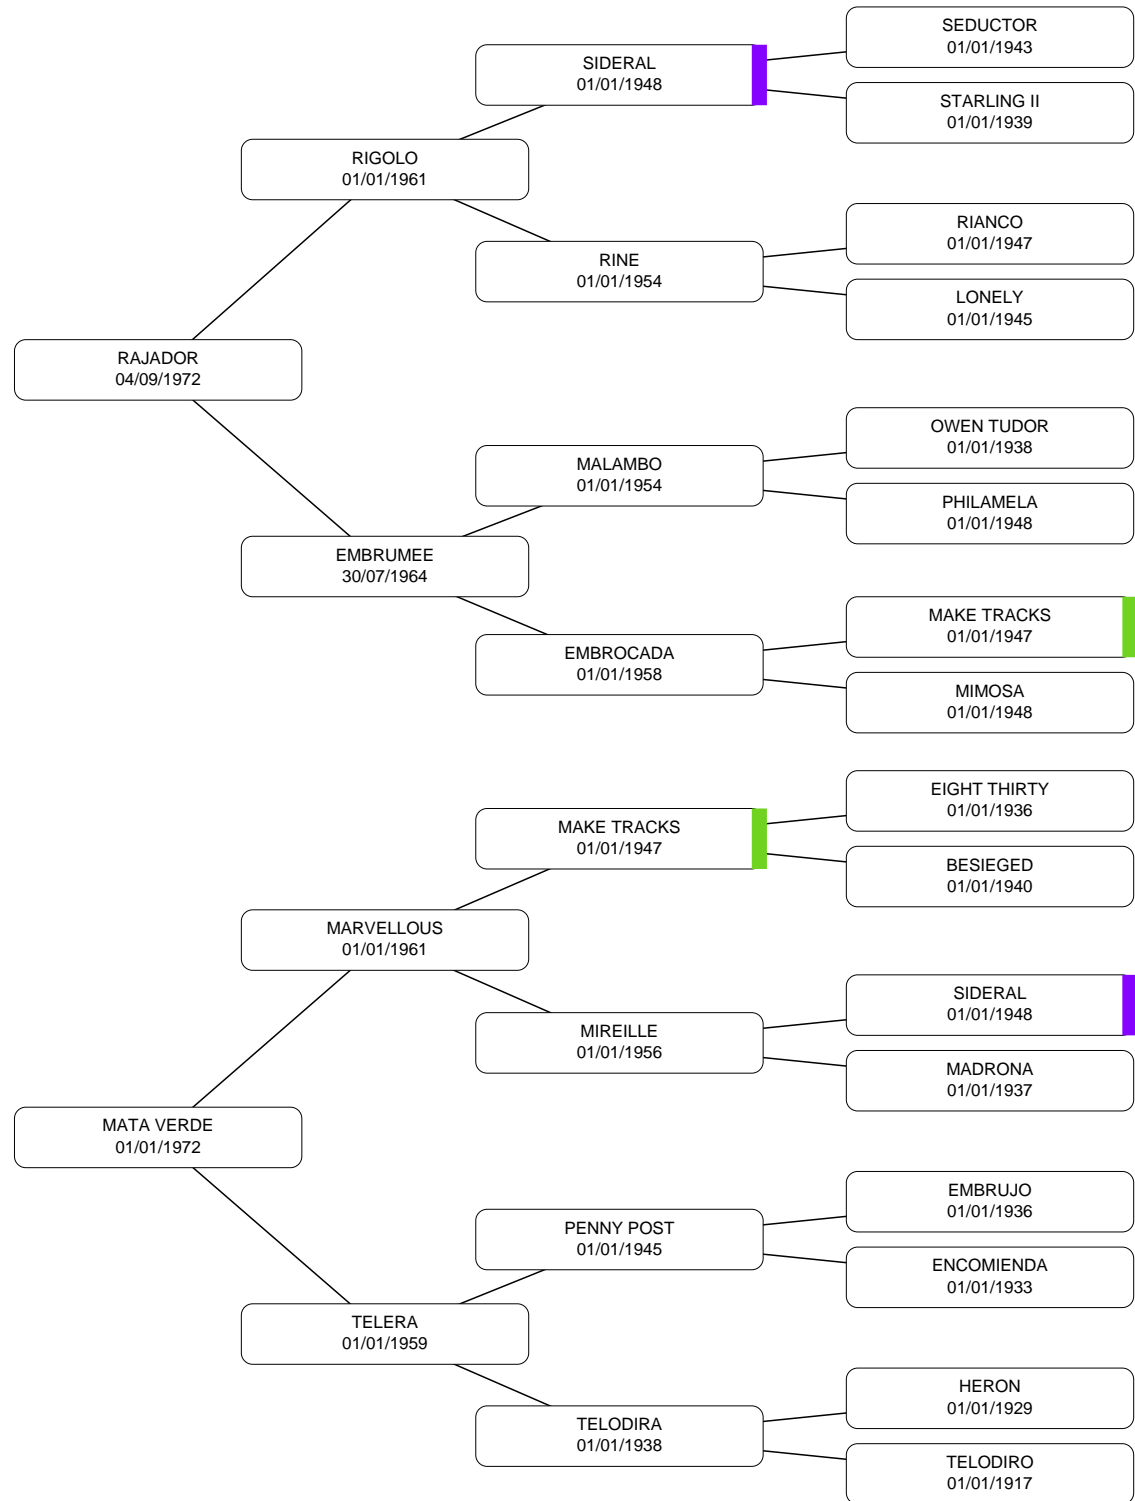 SEDUCTOR
01/01/1943
SIDERAL
01/01/1948
STARLING II
01/01/1939
RIGOLO
01/01/1961
RIANCO
01/01/1947
RINE
01/01/1954
LONELY
01/01/1945
RAJADOR
04/09/1972
OWEN TUDOR
01/01/1938
MALAMBO
01/01/1954
PHILAMELA
01/01/1948
EMBRUMEE
30/07/1964
MAKE TRACKS
01/01/1947
EMBROCADA
01/01/1958
MIMOSA
01/01/1948
EIGHT THIRTY
01/01/1936
MAKE TRACKS
01/01/1947
BESIEGED
01/01/1940
MARVELLOUS
01/01/1961
SIDERAL
01/01/1948
MIREILLE
01/01/1956
MADRONA
01/01/1937
MATA VERDE
01/01/1972
EMBRUJO
01/01/1936
PENNY POST
01/01/1945
ENCOMIENDA
01/01/1933
TELERA
01/01/1959
HERON
01/01/1929
TELODIRA
01/01/1938
TELODIRO
01/01/1917